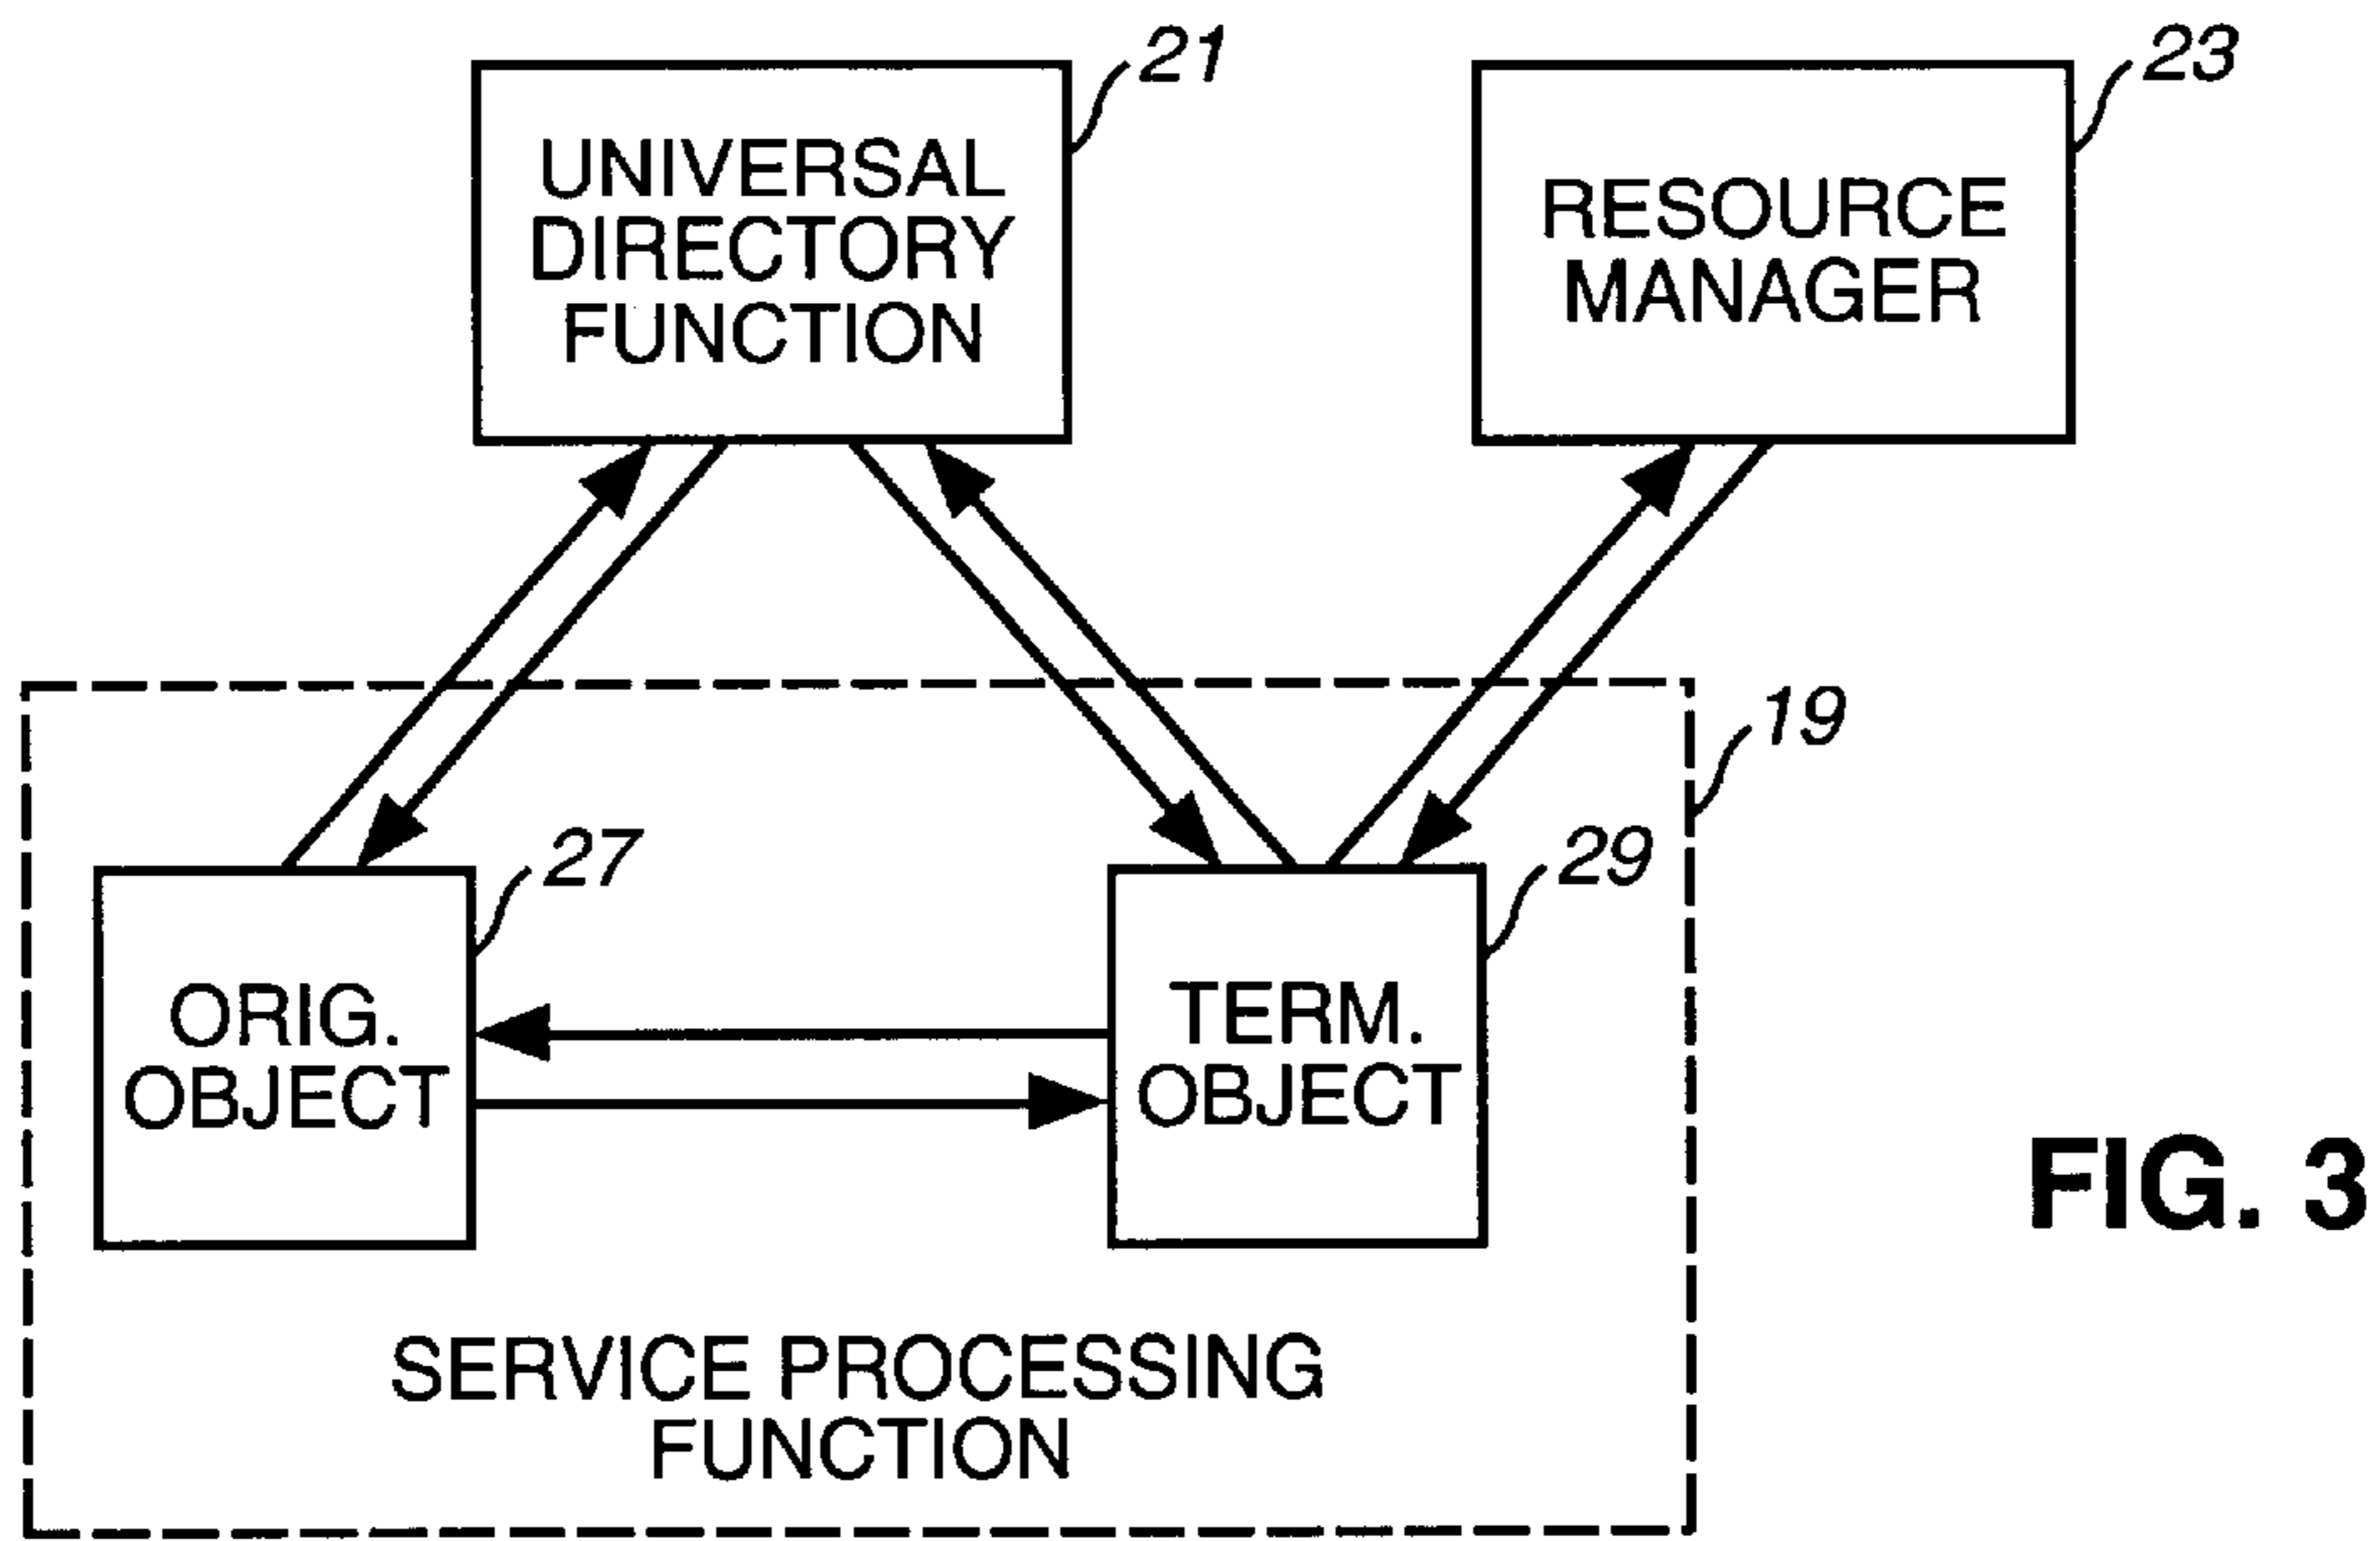 21
UNIVERSAL
DIRECTORY
FUNCTION
23
RESOURCE
MANAGER
19
27
ORIG.
OBJECT
29
TERM.
OBJECT
SERVICE PROCESSING
FUNCTION
FIG. 3